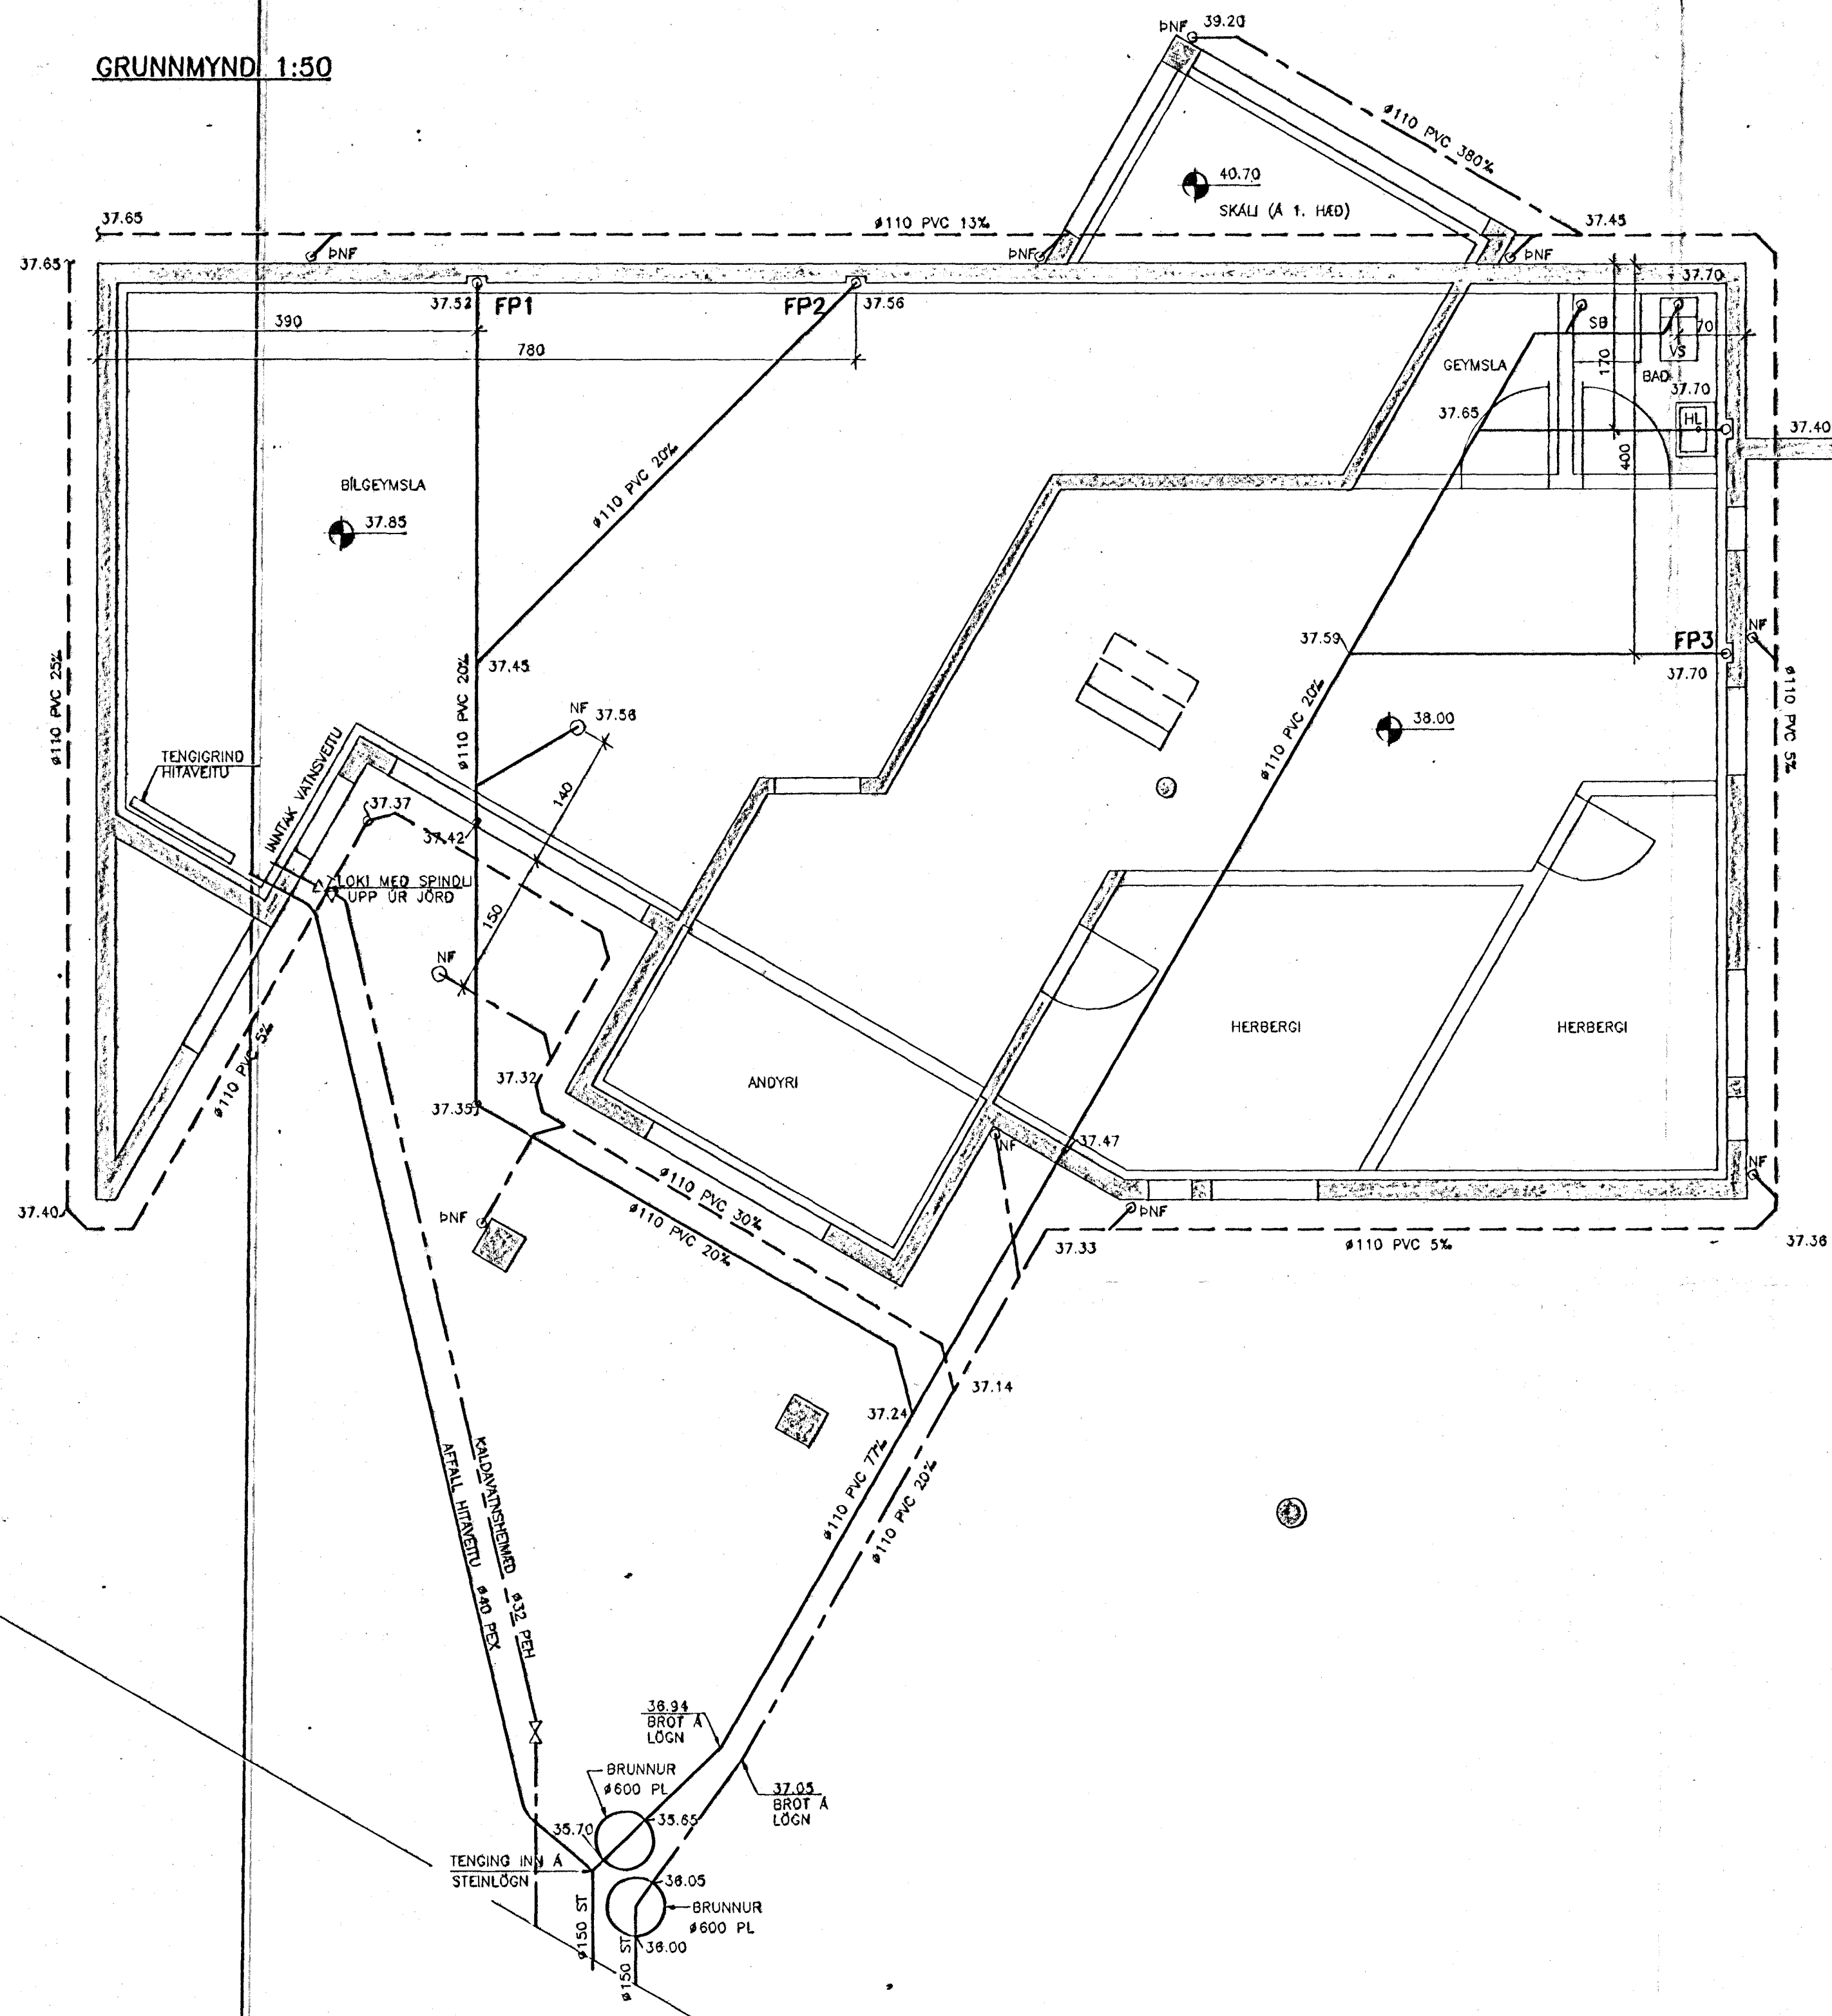 GRUNNMYND 1:50
ÞNF
39.20
ø110 PVC 380‰
40.70
SKÁLI (Á 1. HÆÐ)
37.65
ø110 PVC 13‰
37.45
ÞNF
ÞNF
ÞNF
37.65
37.52
FP1
FP2
37.56
37.70
390
780
SB
70
VS
170
GEYMSLA
BAÐ
37.70
37.65
HL
37.40
400
ø110 PVC 20‰
BÍLGEYMSLA
37.85
ø110 PVC 25‰
37.45
ø110 PVC 20‰
NF
37.56
37.59
FP3
37.70
NF
ø110 PVC 20‰
38.00
ø110 PVC 5‰
TENGIGRIND
HITAVEITU
INNTAK VATNSVEITU
37.37
140
37.42
LOKI MEÐ SPINDLI
UPP ÚR JÖRÐ
150
NF
ø110 PVC 5‰
HERBERGI
HERBERGI
37.32
ANDYRI
37.35
37.47
NF
NF
37.40
ø110 PVC 30‰
ø110 PVC 20‰
ÞNF
ÞNF
37.33
ø110 PVC 5‰
37.36
37.14
37.24
ø110 PVC 77‰
ø110 PVC 20‰
KALDAVATNSHEIMÆÐ ø32 PEH
AFFALL HITAVEITU ø40 PEX
36.94
BROT Á
LÖGN
BRUNNUR
ø600 PL
37.05
BROT Á
LÖGN
35.65
35.70
TENGING INN Á
STEINLÖGN
36.05
BRUNNUR
ø600 PL
ø150 ST
36.00
ø150 ST